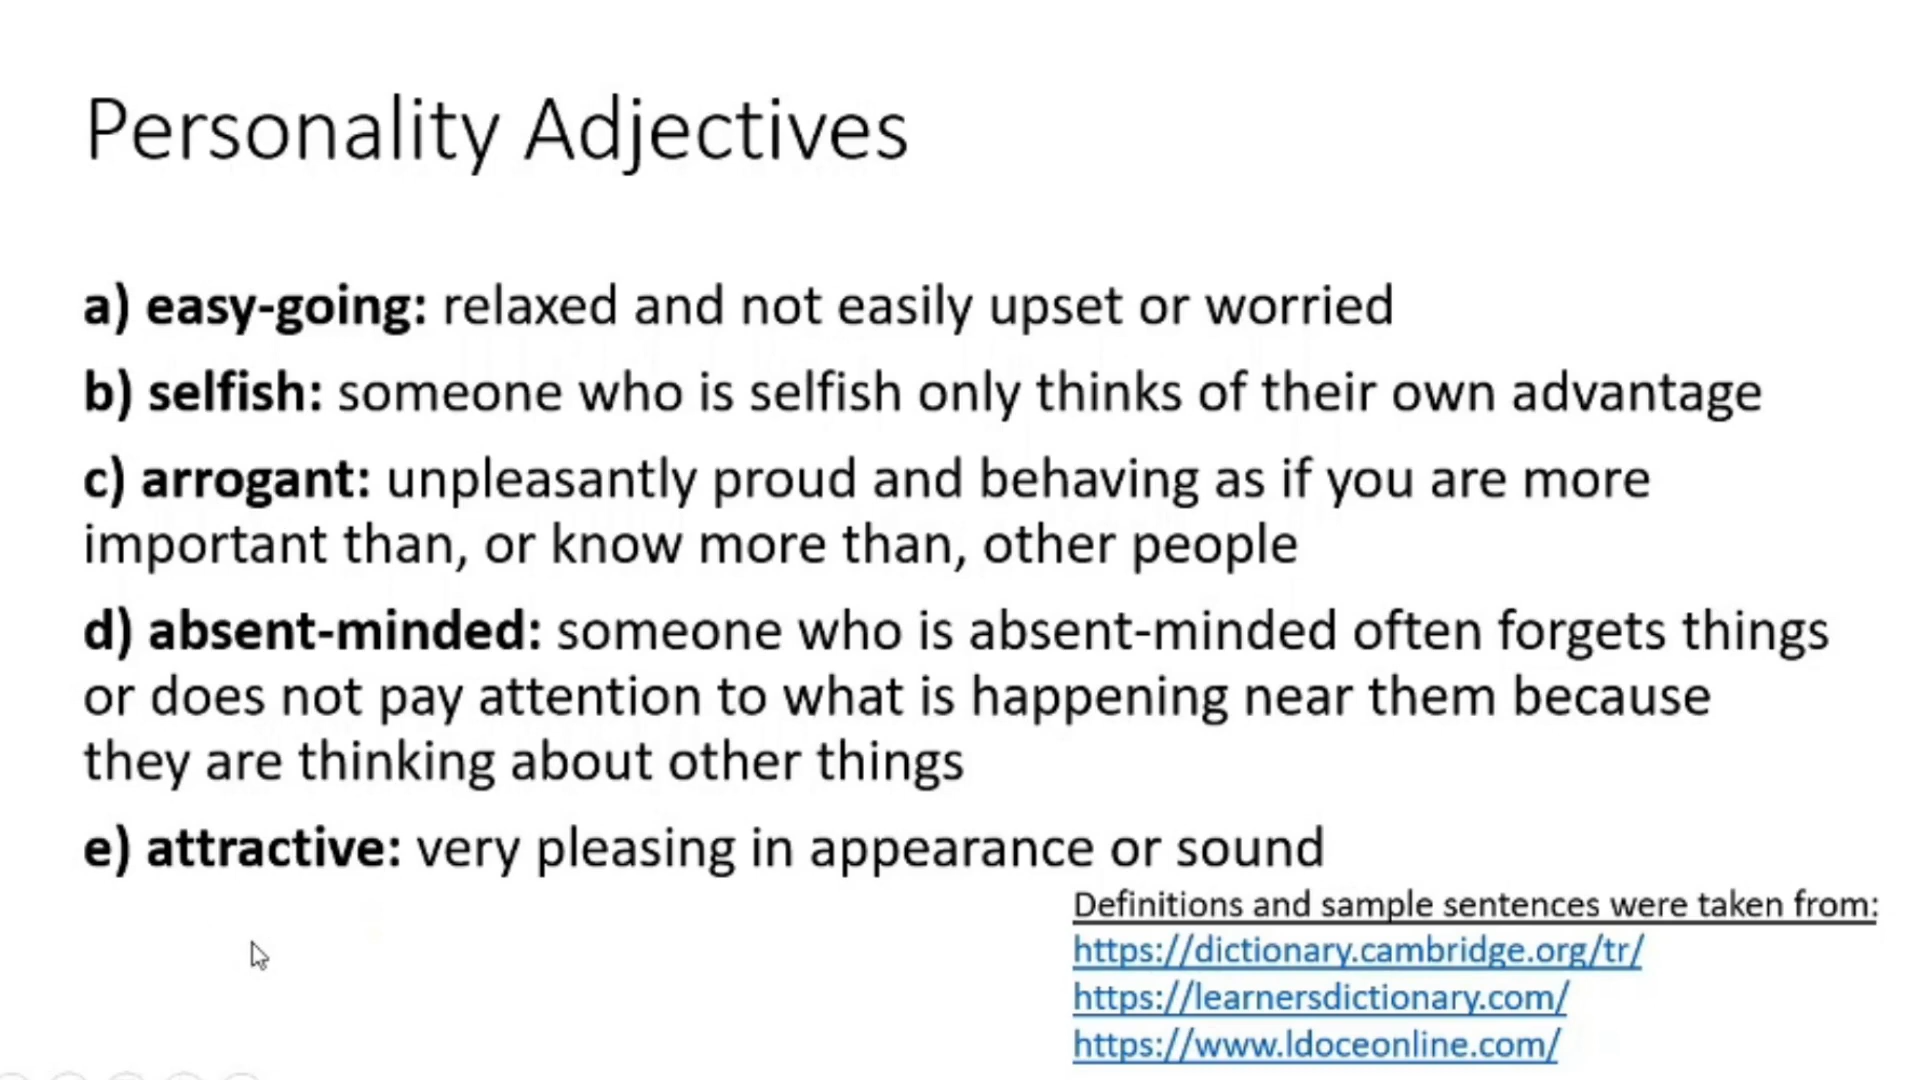 Personality Adjectives
a) easy-going: relaxed and not easily upset or worried
b) selfish: someone who is selfish only thinks of their own advantage
c) arrogant: unpleasantly proud and behaving as if you are more
important than, or know more than, other people
d) absent-minded: someone who is absent-minded often forgets things
or does not pay attention to what is happening near them because
they are thinking about other things
e) attractive: very pleasing in appearance or sound
Definitions and sample sentences were taken from:
https://dictionary.cambridge.org/tr/
https://learnersdictionary.com/
https://www.ldoceonline.com/